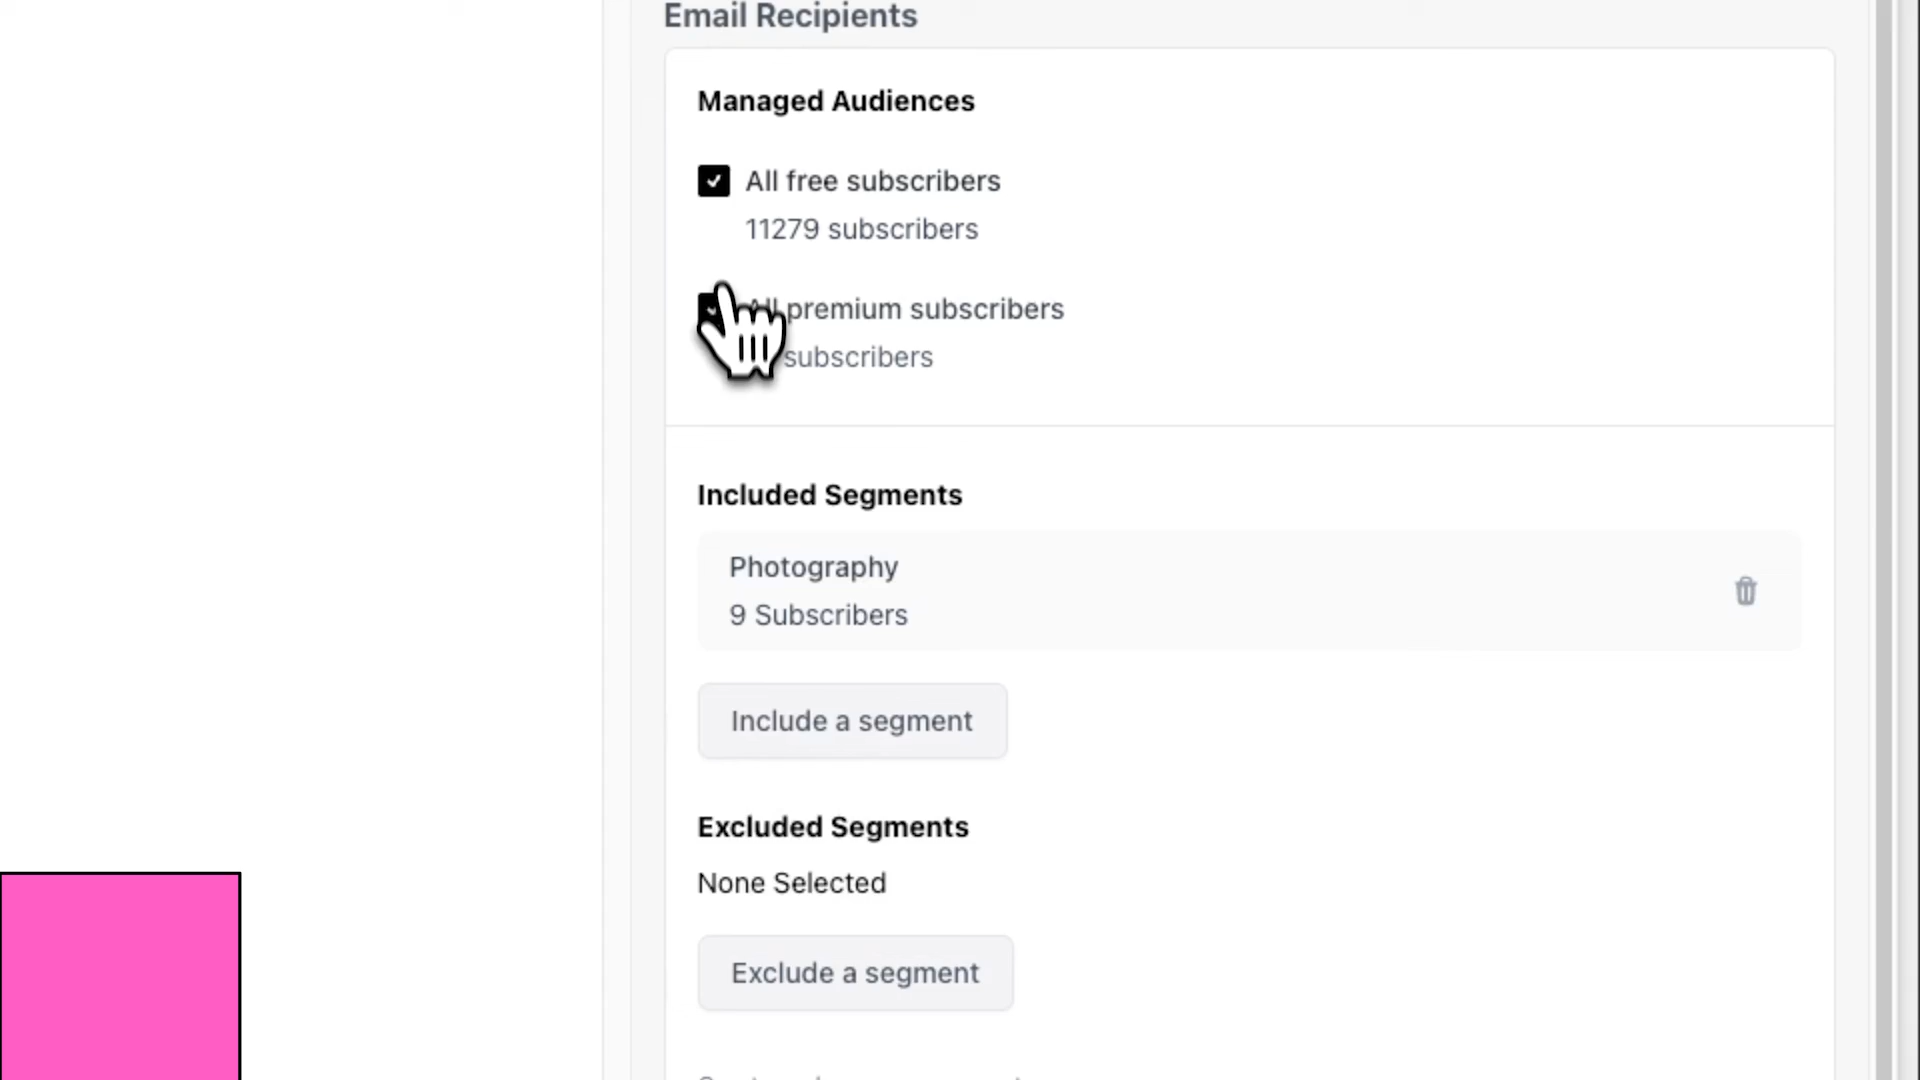 Email Recipients
Managed Audiences
All free subscribers
11279 subscribers
All premium subscribers
subscribers
Included Segments
Photography
9 Subscribers
Include a segment
Excluded Segments
None Selected
Exclude a segment